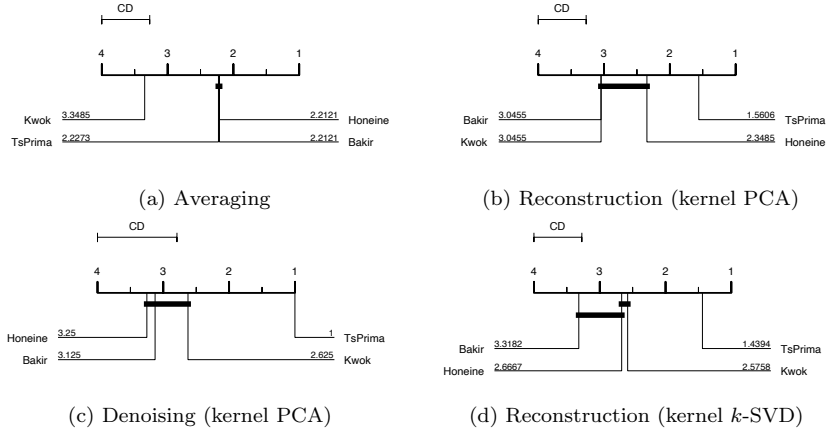 CD
4 3 2 1
Kwok 3.3485 2.2121 Honeine
TsPrima 2.2273 2.2121 Bakir
(a) Averaging
CD
4 3 2 1
Bakir 3.0455 1.5606 TsPrima
Kwok 3.0455 2.3485 Honeine
(b) Reconstruction (kernel PCA)
CD
4 3 2 1
Honeine 3.25 1 TsPrima
Bakir 3.125 2.625 Kwok
(c) Denoising (kernel PCA)
CD
4 3 2 1
Bakir 3.3182 1.4394 TsPrima
Honeine 2.6667 2.5758 Kwok
(d) Reconstruction (kernel k-SVD)